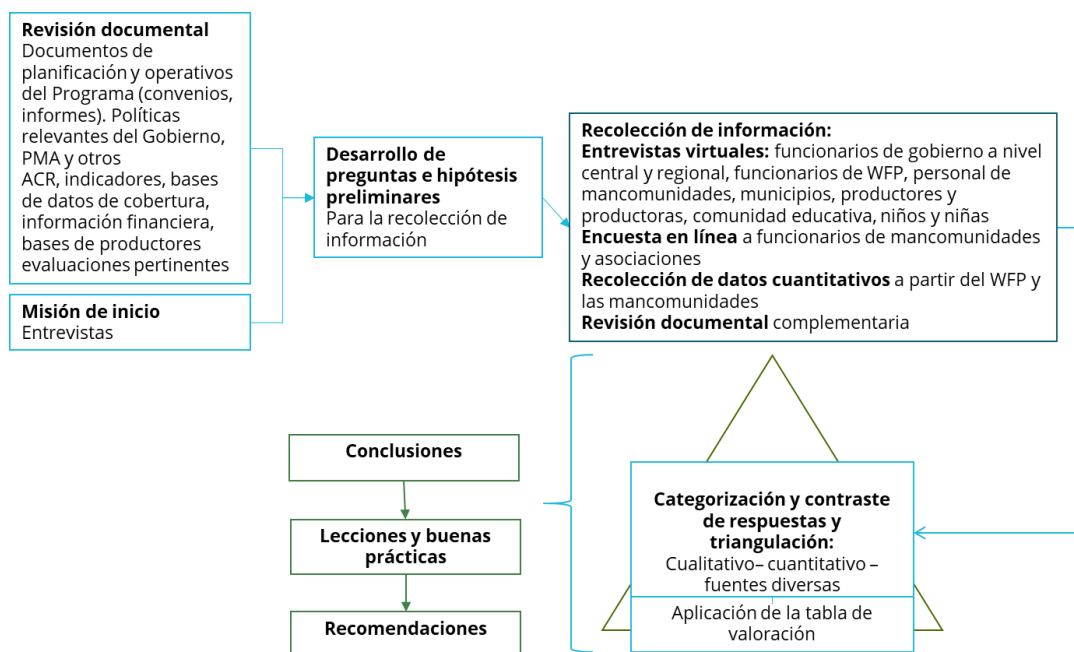 Revisión documental
Documentos de
planificación y operativos
del Programa (convenios,
informes). Políticas
relevantes del Gobierno,
PMA y otros
ACR, indicadores, bases
de datos de cobertura,
información financiera,
bases de productores
evaluaciones pertinentes
Misión de inicio
Entrevistas
Desarrollo de
preguntas e hipótesis
preliminares
Para la recolección de
información
Recolección de información:
Entrevistas virtuales: funcionarios de gobierno a nivel
central y regional, funcionarios de WFP, personal de
mancomunidades, municipios, productores y
productoras, comunidad educativa, niños y niñas
Encuesta en línea a funcionarios de mancomunidades
y asociaciones
Recolección de datos cuantitativos a partir del WFP y
las mancomunidades
Revisión documental complementaria
Categorización y contraste
de respuestas y
triangulación:
Cualitativo– cuantitativo –
fuentes diversas
Aplicación de la tabla de
valoración
Conclusiones
Lecciones y buenas
prácticas
Recomendaciones